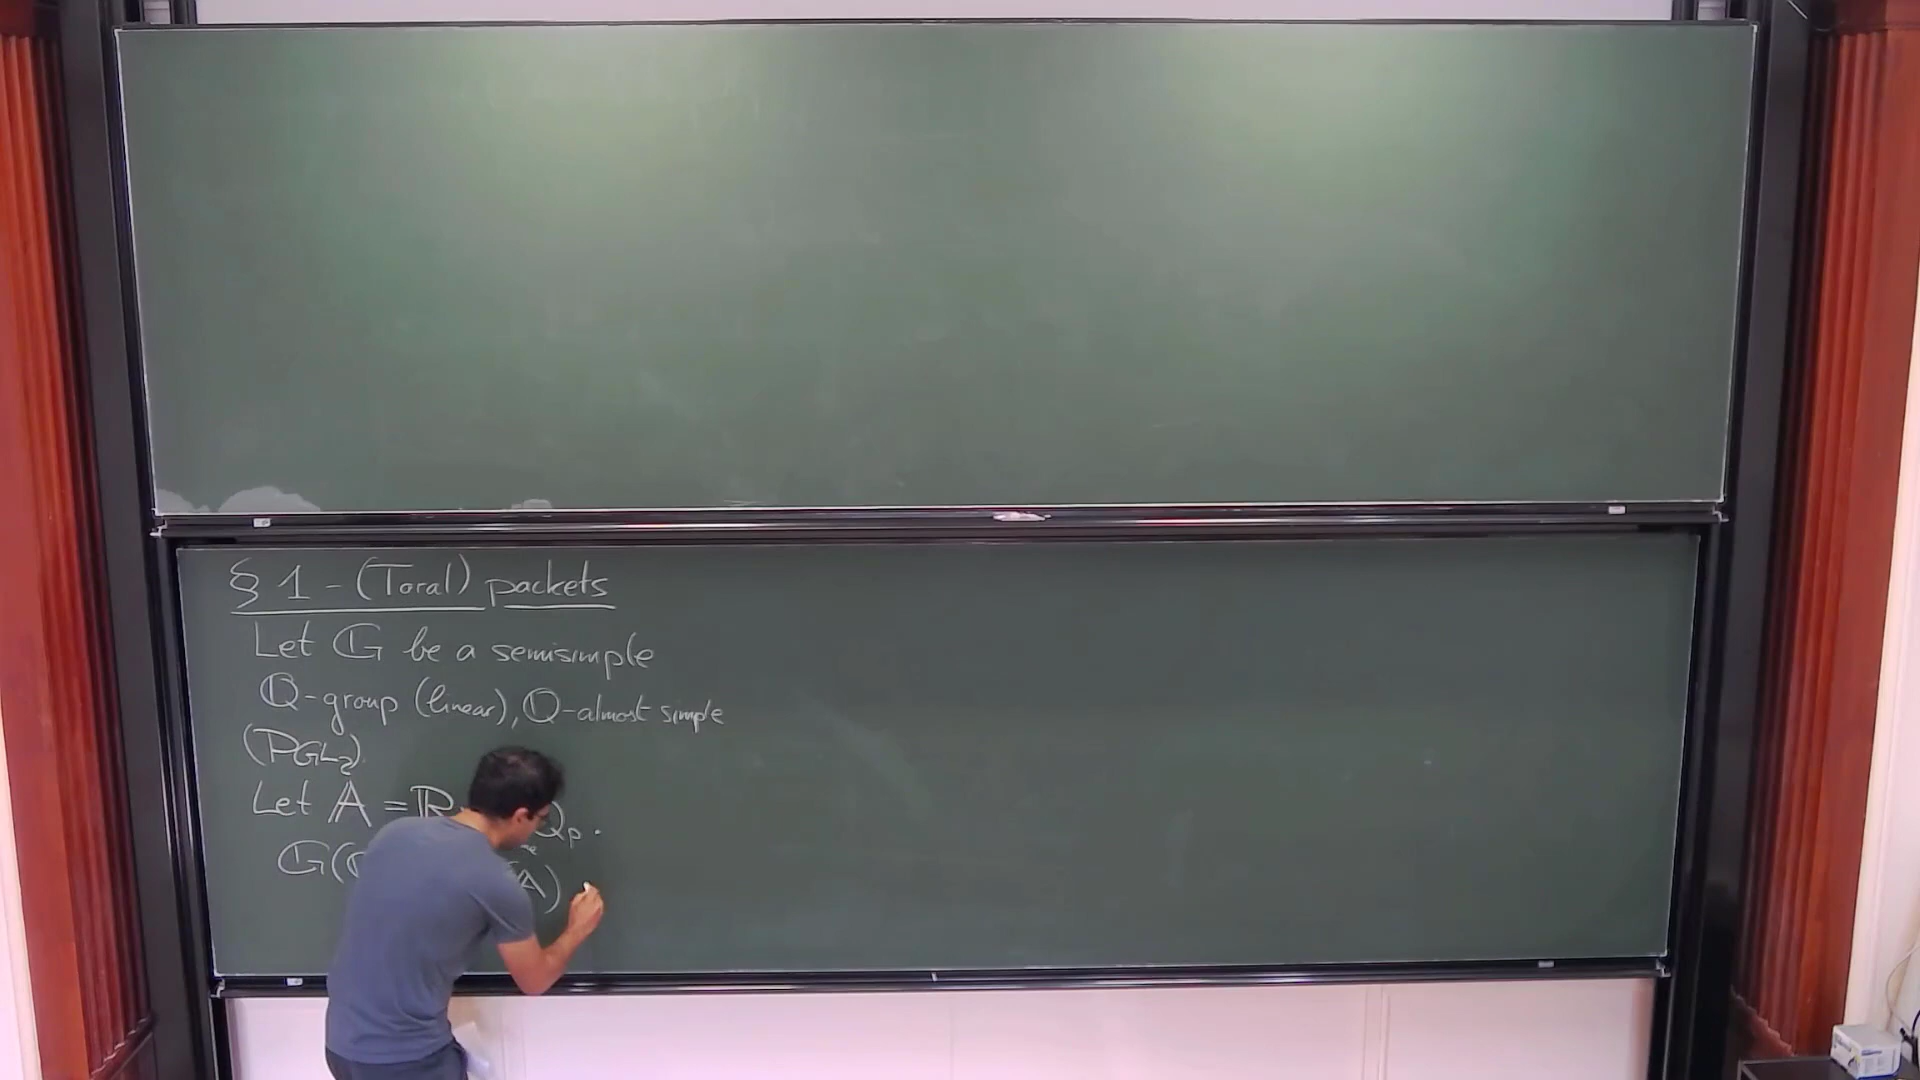 § 1 - (Toral) packets
Let 𝔾 be a semisimple
ℚ-group (linear), ℚ-almost simple
(PGL₂).
Let 𝔸 = ℝ ℚₚ.
𝔾( 𝔸)